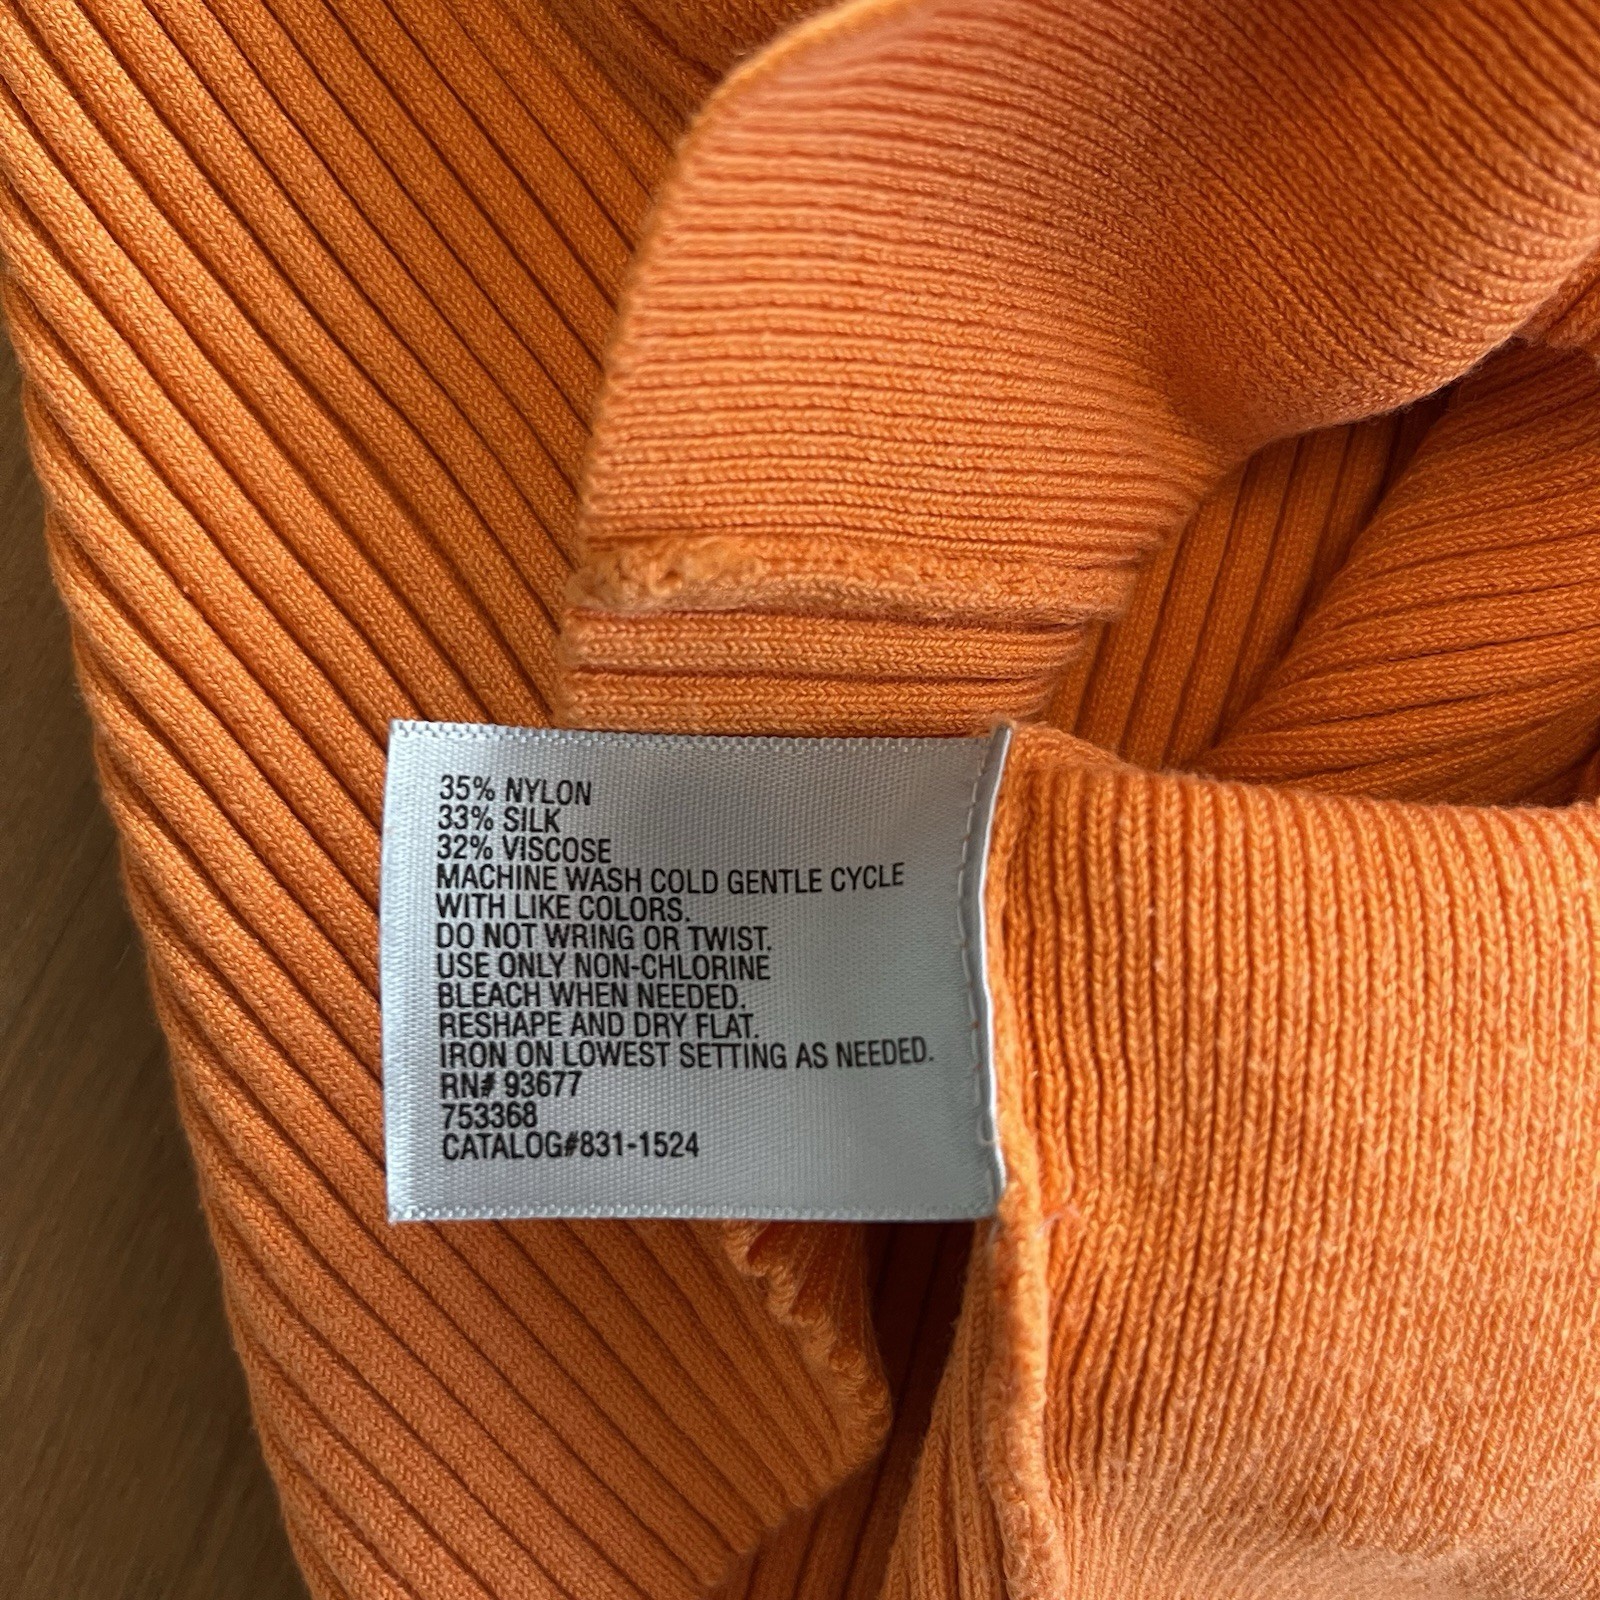 35% NYLON
33% SILK
32% VISCOSE
MACHINE WASH COLD GENTLE CYCLE
WITH LIKE COLORS.
DO NOT WRING OR TWIST.
USE ONLY NON-CHLORINE
BLEACH WHEN NEEDED.
RESHAPE AND DRY FLAT.
IRON ON LOWEST SETTING AS NEEDED.
RN# 93677
753368
CATALOG#831-1524